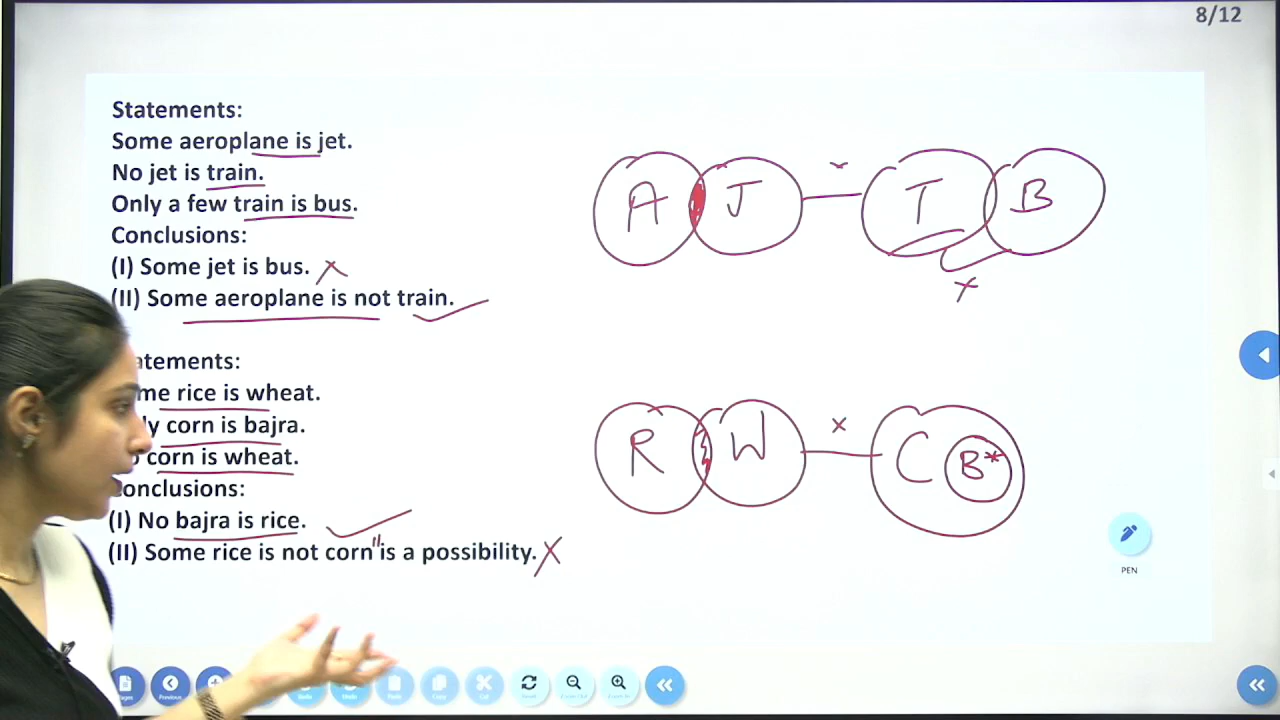 8/12
Statements:
Some aeroplane is jet.
No jet is train.
Only a few train is bus.
Conclusions:
(I) Some jet is bus.
(II) Some aeroplane is not train.
A J T B
x
atements:
me rice is wheat.
y corn is bajra.
corn is wheat.
onclusions:
(I) No bajra is rice.
(II) Some rice is not corn is a possibility.
R W x C B*
PEN
Previous